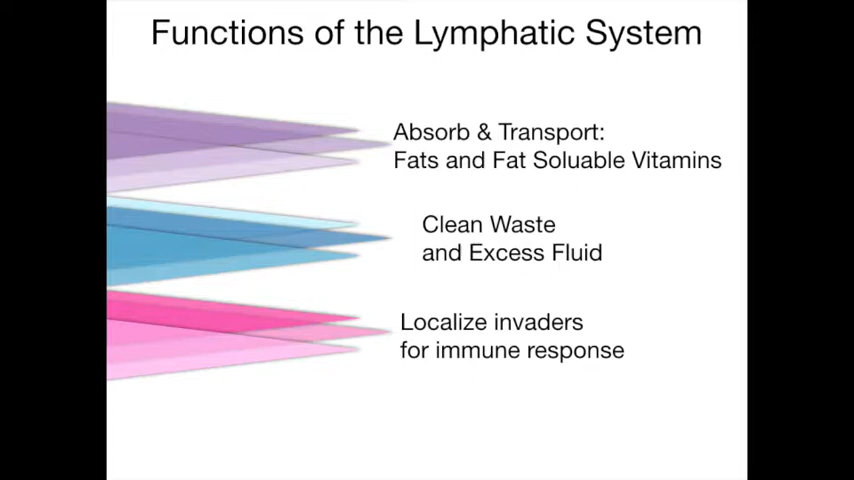 Functions of the Lymphatic System
Absorb & Transport:
Fats and Fat Soluable Vitamins
Clean Waste
and Excess Fluid
Localize invaders
for immune response